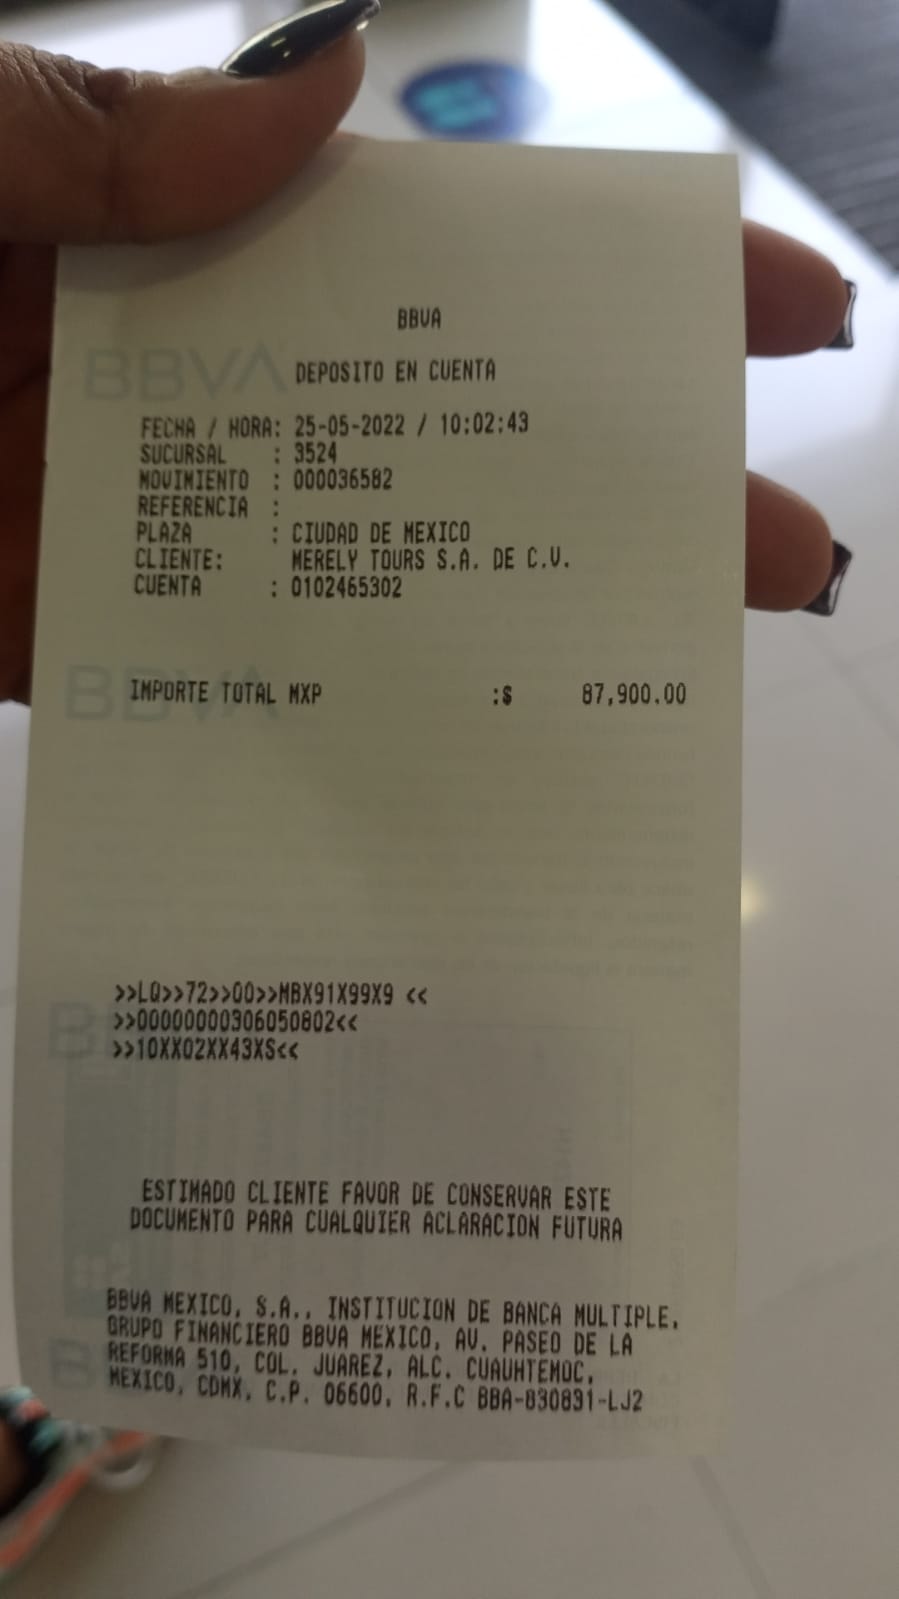 BBVA
BBVA DEPOSITO EN CUENTA
FECHA / HORA: 25-05-2022 / 10:02:43
SUCURSAL : 3524
MOVIMIENTO : 000036582
REFERENCIA :
PLAZA : CIUDAD DE MEXICO
CLIENTE: MERELY TOURS S.A. DE C.V.
CUENTA : 0102465302
BBVA
IMPORTE TOTAL MXP :$ 87,900.00
>>LQ>>72>>00>>MBX91X99X9 <<
>>00000000306050802<<
>>10XX02XX43XS<<
ESTIMADO CLIENTE FAVOR DE CONSERVAR ESTE
DOCUMENTO PARA CUALQUIER ACLARACION FUTURA
BBVA MEXICO, S.A., INSTITUCION DE BANCA MULTIPLE,
GRUPO FINANCIERO BBVA MEXICO, AV. PASEO DE LA
REFORMA 510, COL. JUAREZ, ALC. CUAUHTEMOC,
MEXICO, CDMX, C.P. 06600, R.F.C BBA-830831-LJ2